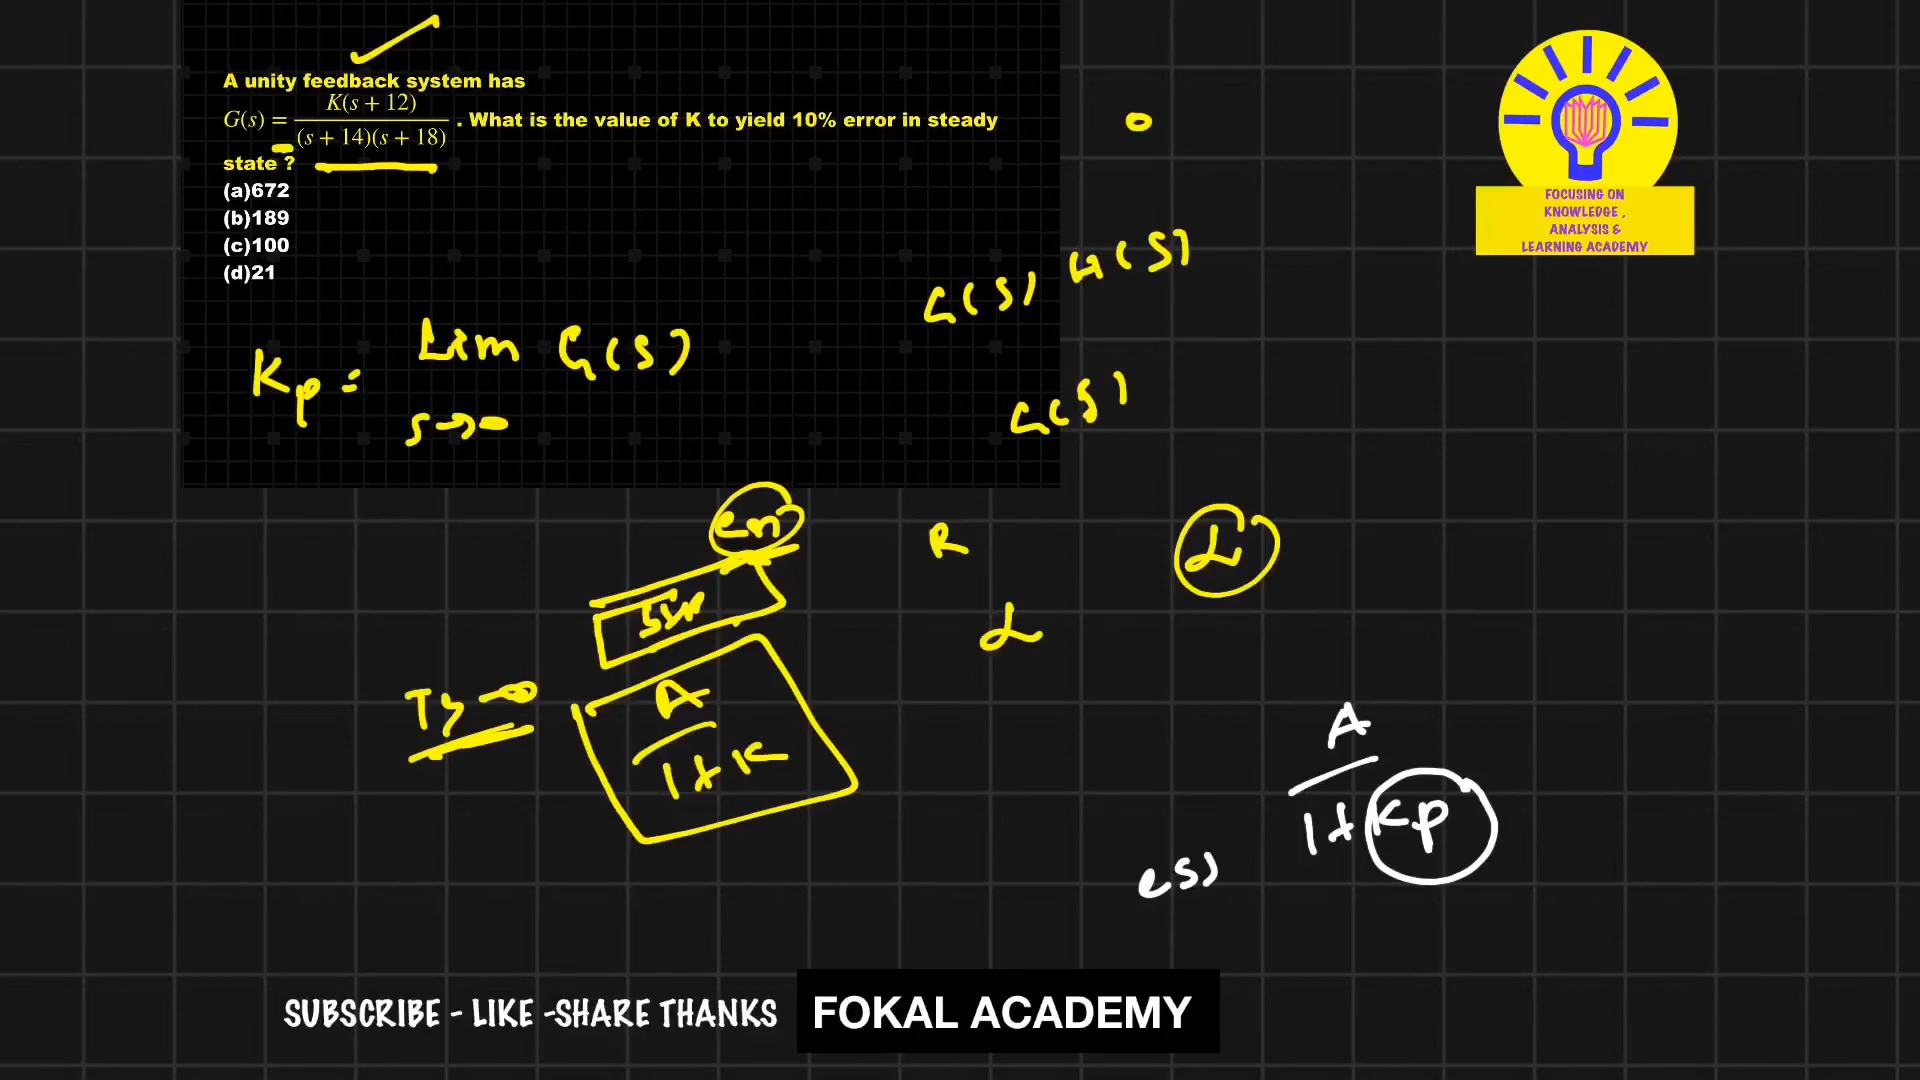 A unity feedback system has
G(s) = K(s + 12) / (s + 14)(s + 18) . What is the value of K to yield 10% error in steady
state ?
(a)672
(b)189
(c)100
(d)21
Kp = Lim G(s)
s→0
G(s) H(s)
G(s)
R
A
1+K
A
1+Kp
ess
FOCUSING ON
KNOWLEDGE ,
ANALYSIS &
LEARNING ACADEMY
SUBSCRIBE - LIKE -SHARE THANKS
FOKAL ACADEMY